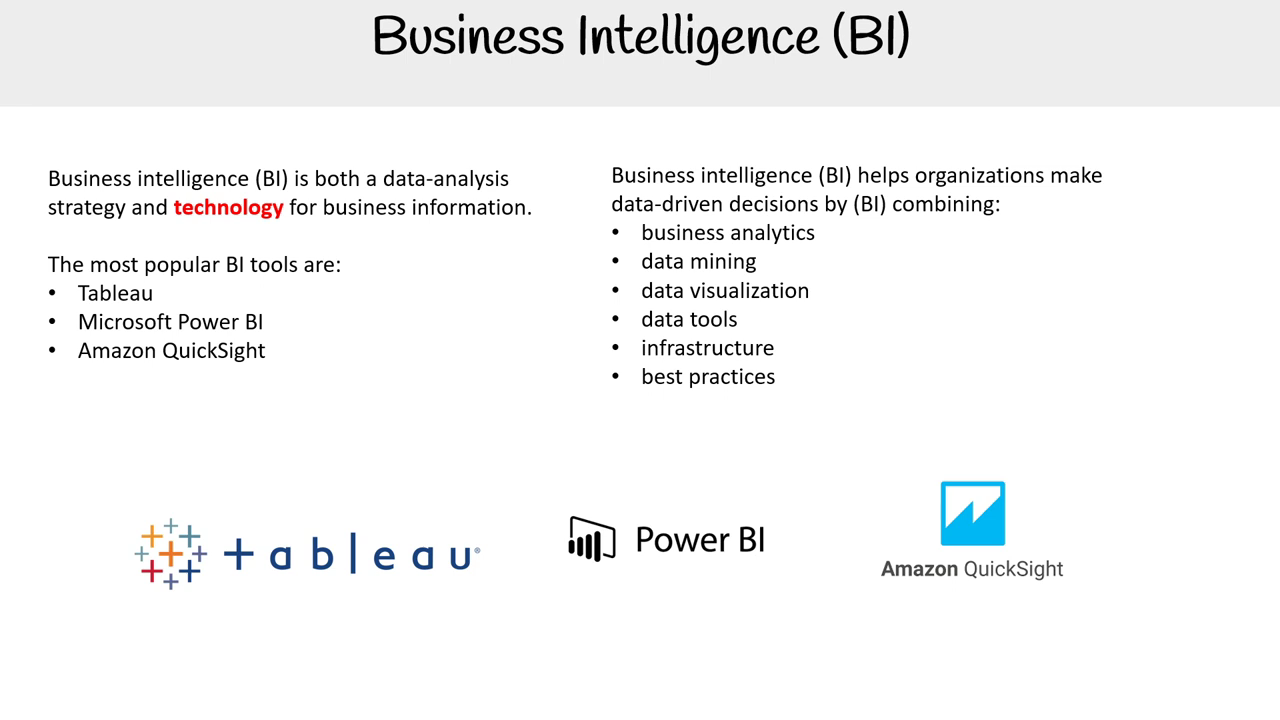 Business Intelligence (BI)
Business intelligence (BI) is both a data-analysis
strategy and technology for business information.
The most popular BI tools are:
• Tableau
• Microsoft Power BI
• Amazon QuickSight
Business intelligence (BI) helps organizations make
data-driven decisions by (BI) combining:
• business analytics
• data mining
• data visualization
• data tools
• infrastructure
• best practices
+ableau®
Power BI
Amazon QuickSight